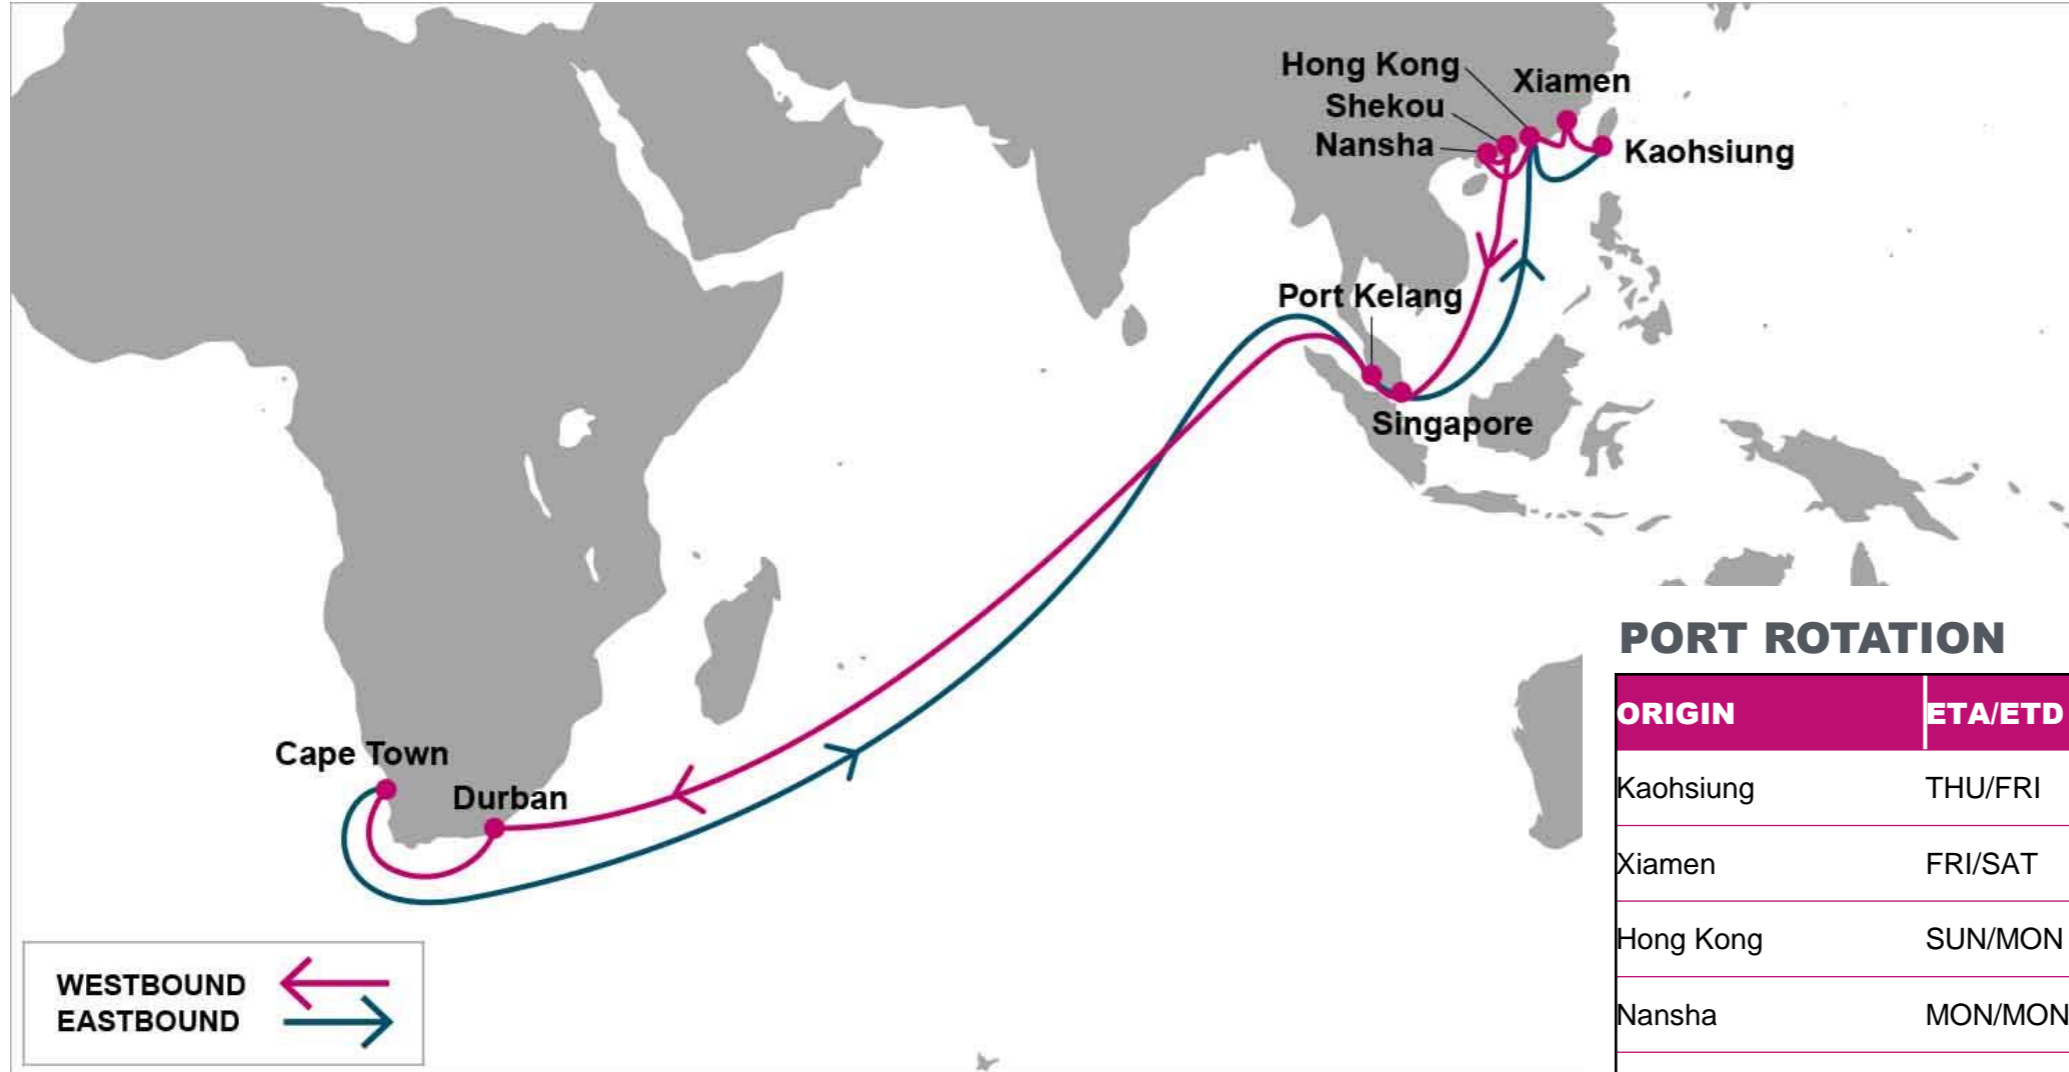 Hong Kong
Xiamen
Shekou
Nansha
Kaohsiung
Port Kelang
Singapore
Cape Town
Durban
WESTBOUND
EASTBOUND
PORT ROTATION
ORIGIN ETA/ETD
Kaohsiung THU/FRI
Xiamen FRI/SAT
Hong Kong SUN/MON
Nansha MON/MON